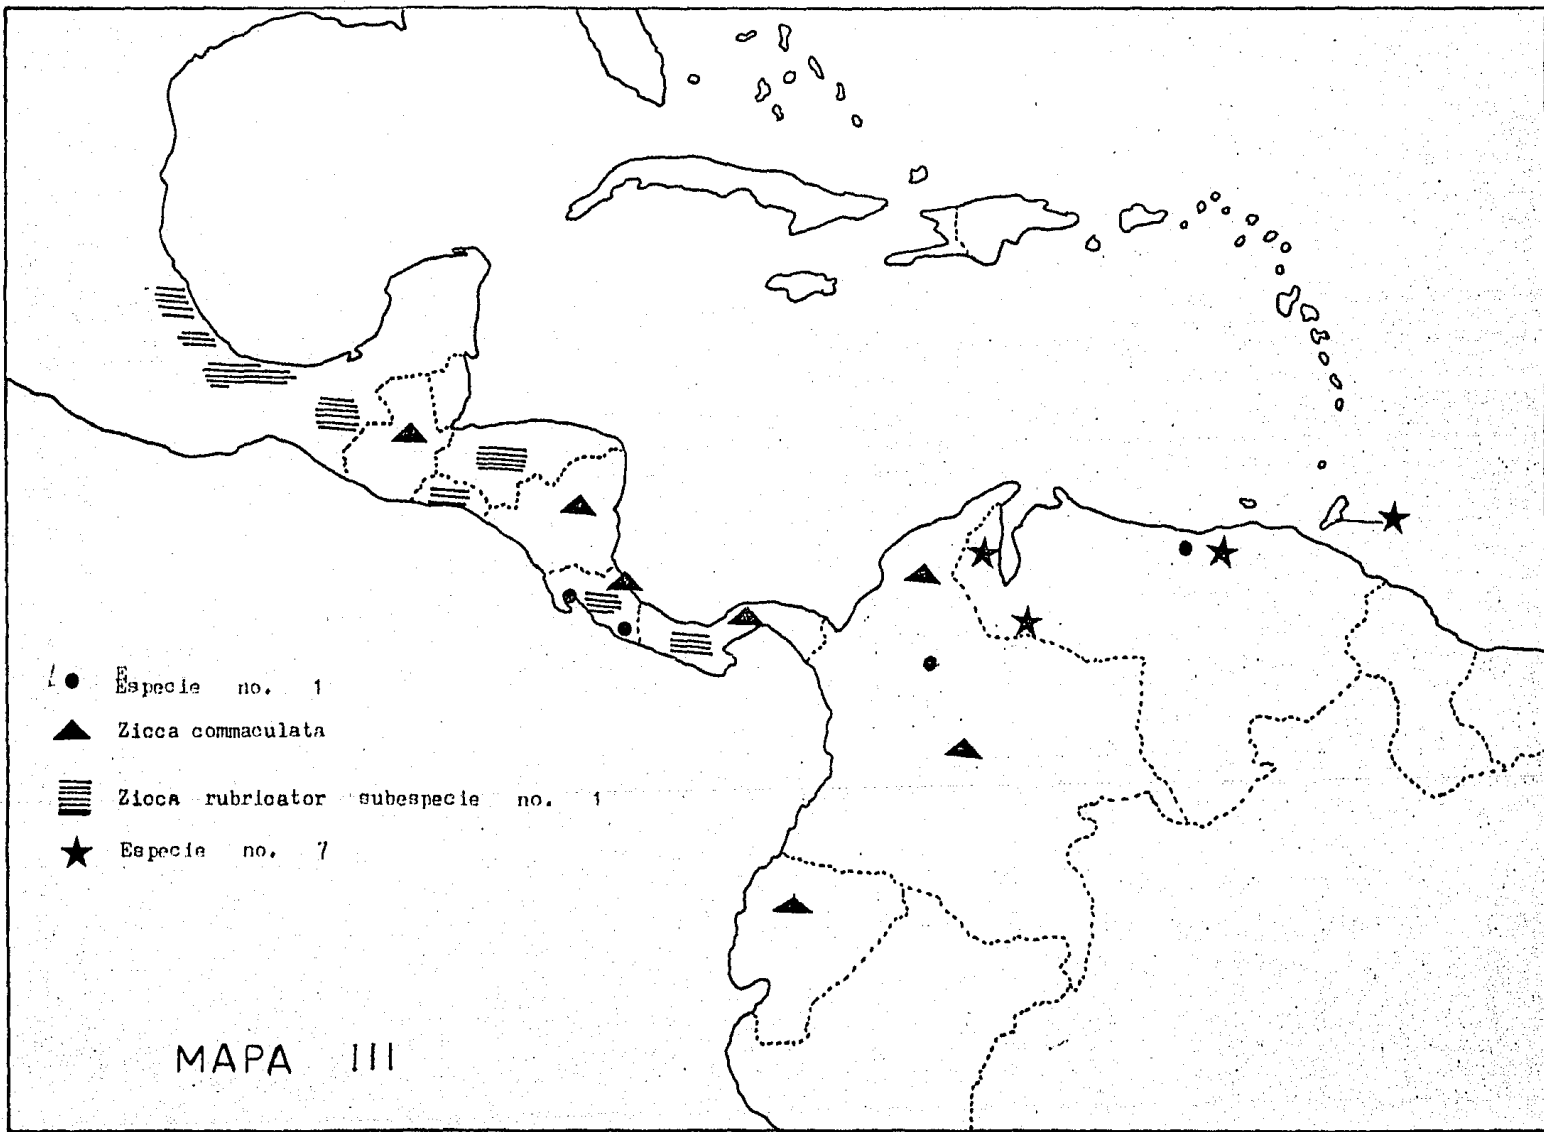 Especie no. 1
Zicca commaculata
Zicca rubricator subespecie no. 1
Especie no. 7
MAPA III